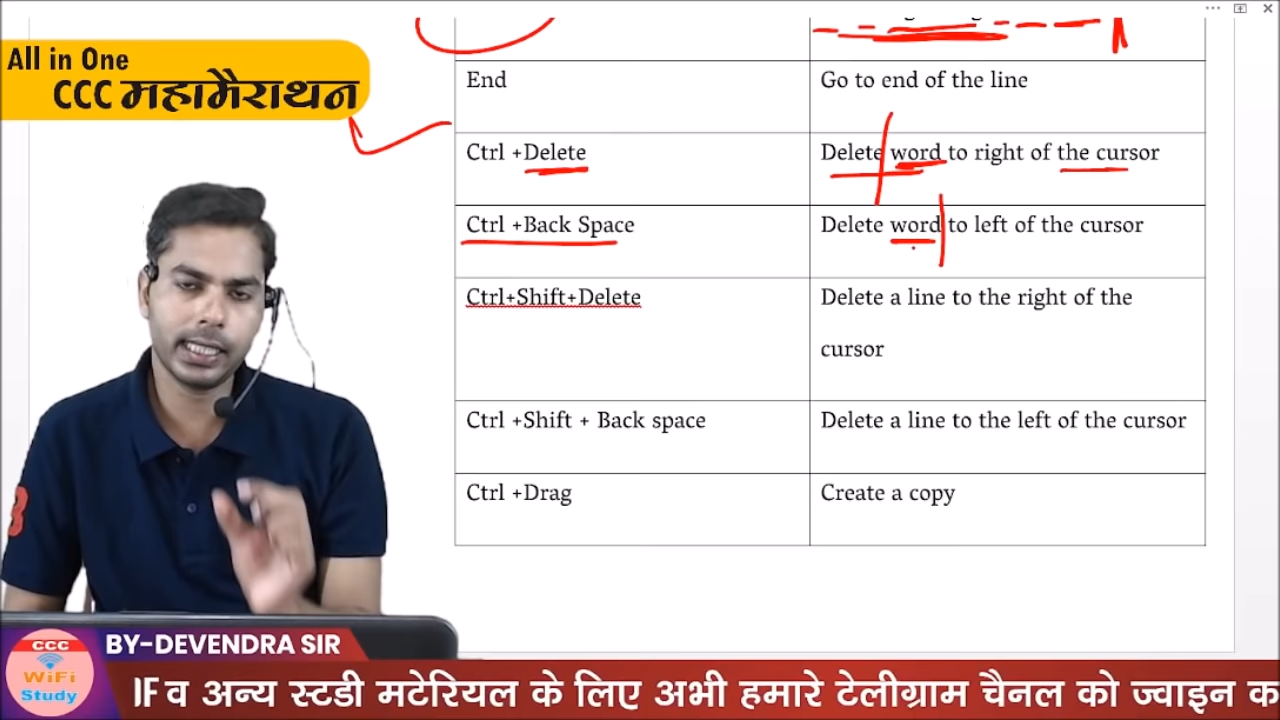 All in One
CCC महामैराथन
End
Go to end of the line
Ctrl +Delete
Delete word to right of the cursor
Ctrl +Back Space
Delete word to left of the cursor
Ctrl+Shift+Delete
Delete a line to the right of the
cursor
Ctrl +Shift + Back space
Delete a line to the left of the cursor
Ctrl +Drag
Create a copy
CCC
WiFi
Study
BY-DEVENDRA SIR
व अन्य स्टडी मटेरियल के लिए अभी हमारे टेलीग्राम चैनल को ज्वाइन क